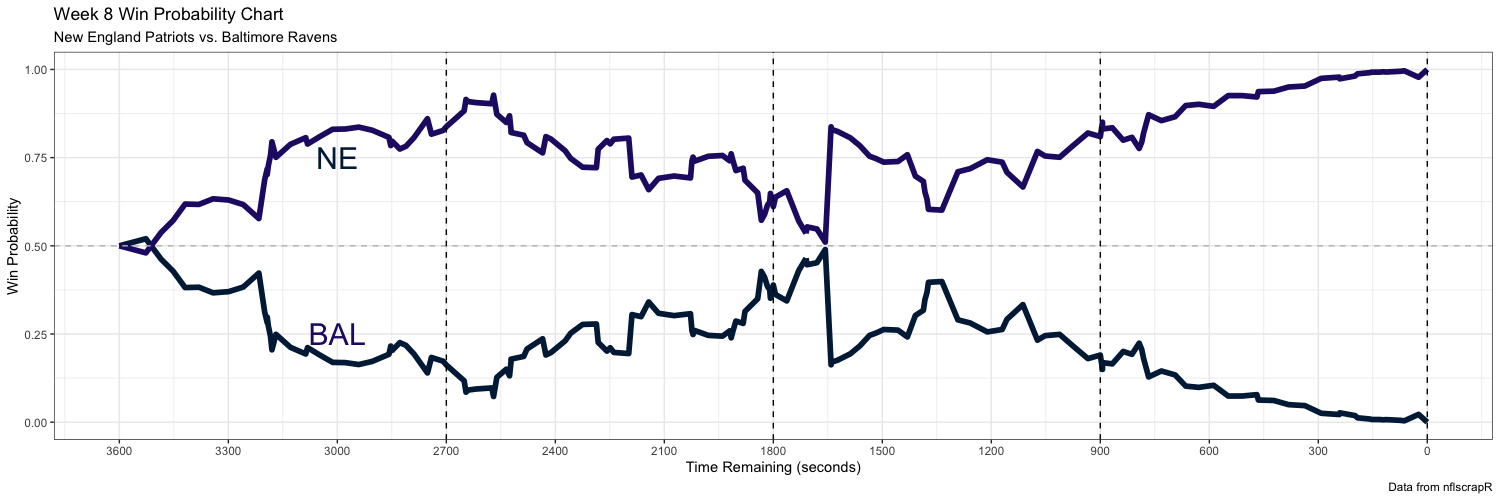 Week 8 Win Probability Chart
New England Patriots vs. Baltimore Ravens
Win Probability
1.00
0.75
0.50
0.25
0.00
NE
BAL
3600 3300 3000 2700 2400 2100 1800 1500 1200 900 600 300 0
Time Remaining (seconds)
Data from nflscrapR